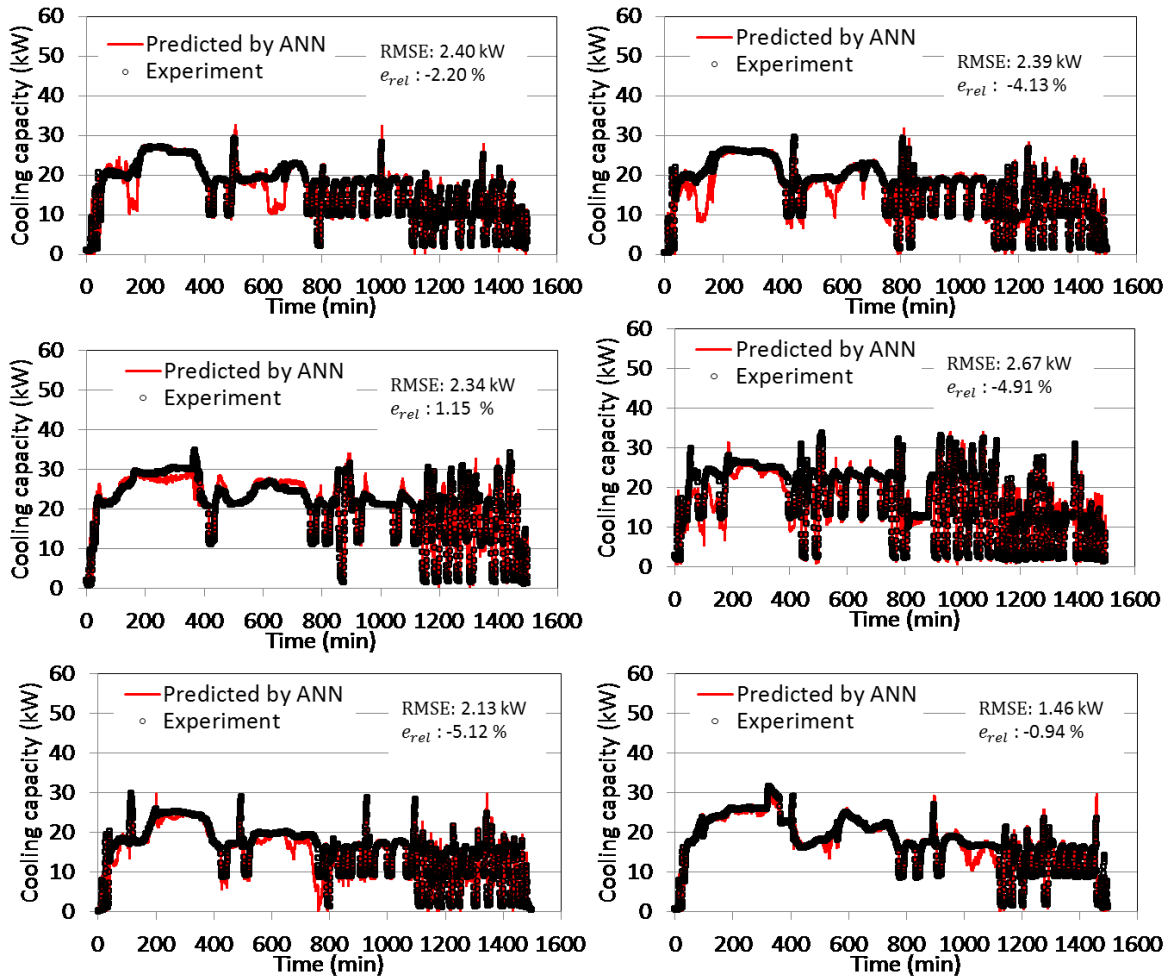 60
50
40
30
20
10
0
Cooling capacity (kW)
Predicted by ANN
Experiment
RMSE: 2.40 kW
e_rel : -2.20 %
0 200 400 600 800 1000 1200 1400 1600
Time (min)
60
50
40
30
20
10
0
Cooling capacity (kW)
Predicted by ANN
Experiment
RMSE: 2.39 kW
e_rel : -4.13 %
0 200 400 600 800 1000 1200 1400 1600
Time (min)
60
50
40
30
20
10
0
Cooling capacity (kW)
Predicted by ANN
Experiment
RMSE: 2.34 kW
e_rel : 1.15 %
0 200 400 600 800 1000 1200 1400 1600
Time (min)
60
50
40
30
20
10
0
Cooling capacity (kW)
Predicted by ANN
Experiment
RMSE: 2.67 kW
e_rel : -4.91 %
0 200 400 600 800 1000 1200 1400 1600
Time (min)
60
50
40
30
20
10
0
Cooling capacity (kW)
Predicted by ANN
Experiment
RMSE: 2.13 kW
e_rel : -5.12 %
0 200 400 600 800 1000 1200 1400 1600
Time (min)
60
50
40
30
20
10
0
Cooling capacity (kW)
Predicted by ANN
Experiment
RMSE: 1.46 kW
e_rel : -0.94 %
0 200 400 600 800 1000 1200 1400 1600
Time (min)